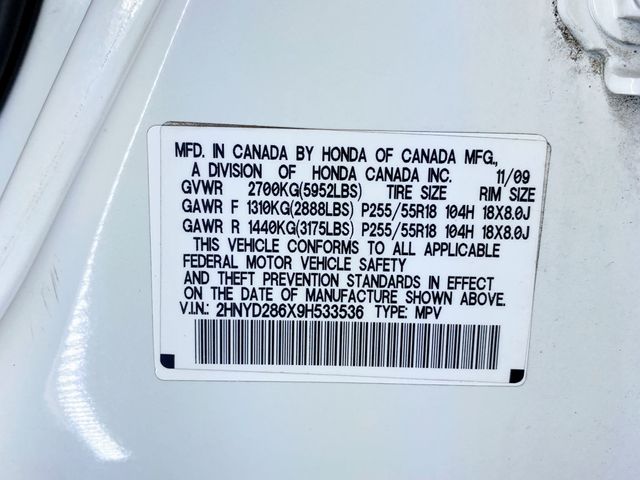 MFD. IN CANADA BY HONDA OF CANADA MFG.,
A DIVISION OF HONDA CANADA INC. 11/09
GVWR 2700KG(5952LBS) TIRE SIZE RIM SIZE
GAWR F 1310KG(2888LBS) P255/55R18 104H 18X8.0J
GAWR R 1440KG(3175LBS) P255/55R18 104H 18X8.0J
THIS VEHICLE CONFORMS TO ALL APPLICABLE
FEDERAL MOTOR VEHICLE SAFETY
AND THEFT PREVENTION STANDARDS IN EFFECT
ON THE DATE OF MANUFACTURE SHOWN ABOVE.
V.I.N.: 2HNYD286X9H533536 TYPE: MPV